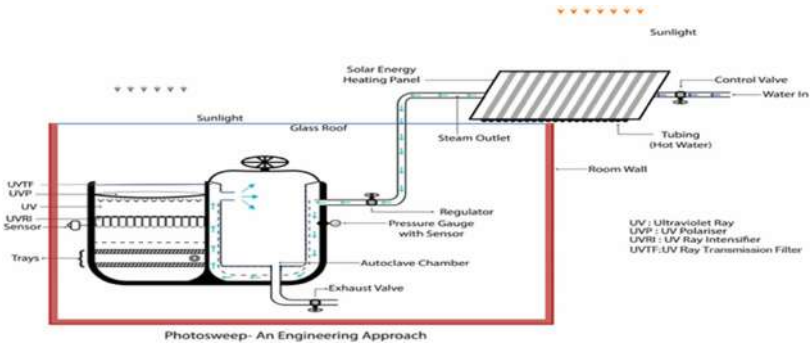 Sunlight
Solar Energy
Heating Panel
Control Valve
Water In
Sunlight
Glass Roof
Steam Outlet
Tubing
(Hot Water)
Room Wall
UVTF
UVP
UV
UVRI
Sensor
Trays
Regulator
Pressure Gauge
with Sensor
Autoclave Chamber
Exhaust Valve
UV : Ultraviolet Ray
UVP : UV Polariser
UVRI : UV Ray Intensifier
UVTF:UV Ray Transmission Filter
Photosweep- An Engineering Approach